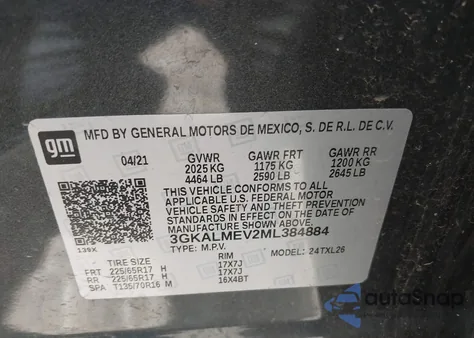 gm
MFD BY GENERAL MOTORS DE MEXICO, S. DE R.L. DE C.V.
04/21 GVWR GAWR FRT GAWR RR
2025 KG 1175 KG 1200 KG
4464 LB 2590 LB 2645 LB
THIS VEHICLE CONFORMS TO ALL
APPLICABLE U.S. FEDERAL MOTOR
VEHICLE SAFETY AND THEFT PREVENTION
STANDARDS IN EFFECT ON THE DATE OF
MANUFACTURE SHOWN ABOVE.
3GKALMEV2ML384884
139X TYPE: M.P.V. MODEL: 24TXL26
TIRE SIZE RIM
FRT 225/65R17 H 17X7J
RR 225/65R17 H 17X7J
SPA T135/70R16 M 16X4BT
autoSnap